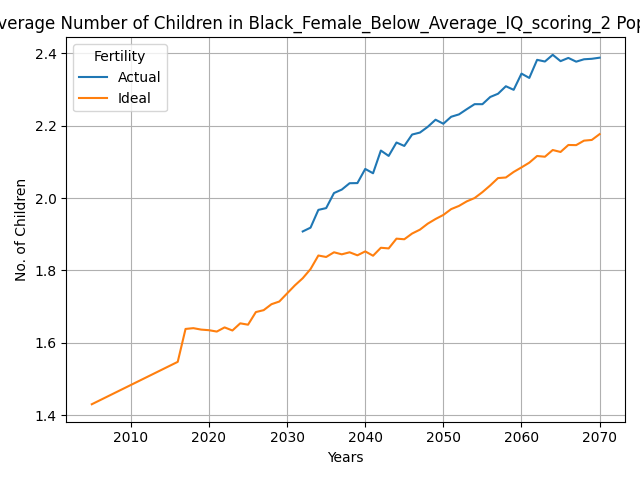 verage Number of Children in Black_Female_Below_Average_IQ_scoring_2 Pop
Fertility
Actual
Ideal
2.4
2.2
2.0
1.8
1.6
1.4
No. of Children
2010 2020 2030 2040 2050 2060 2070
Years